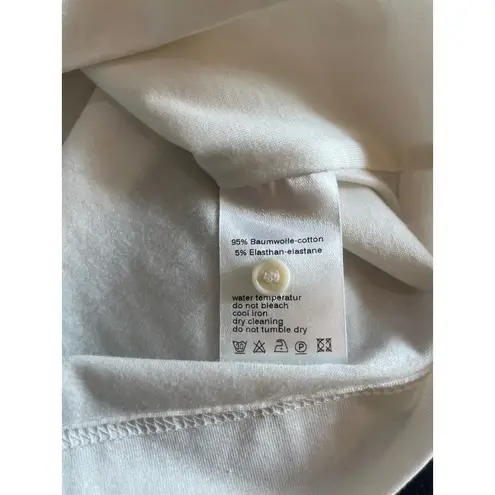 95% Baumwolle-cotton
5% Elasthan-elastane
water temperatur
do not bleach
cool iron
dry cleaning
do not tumble dry
30
P